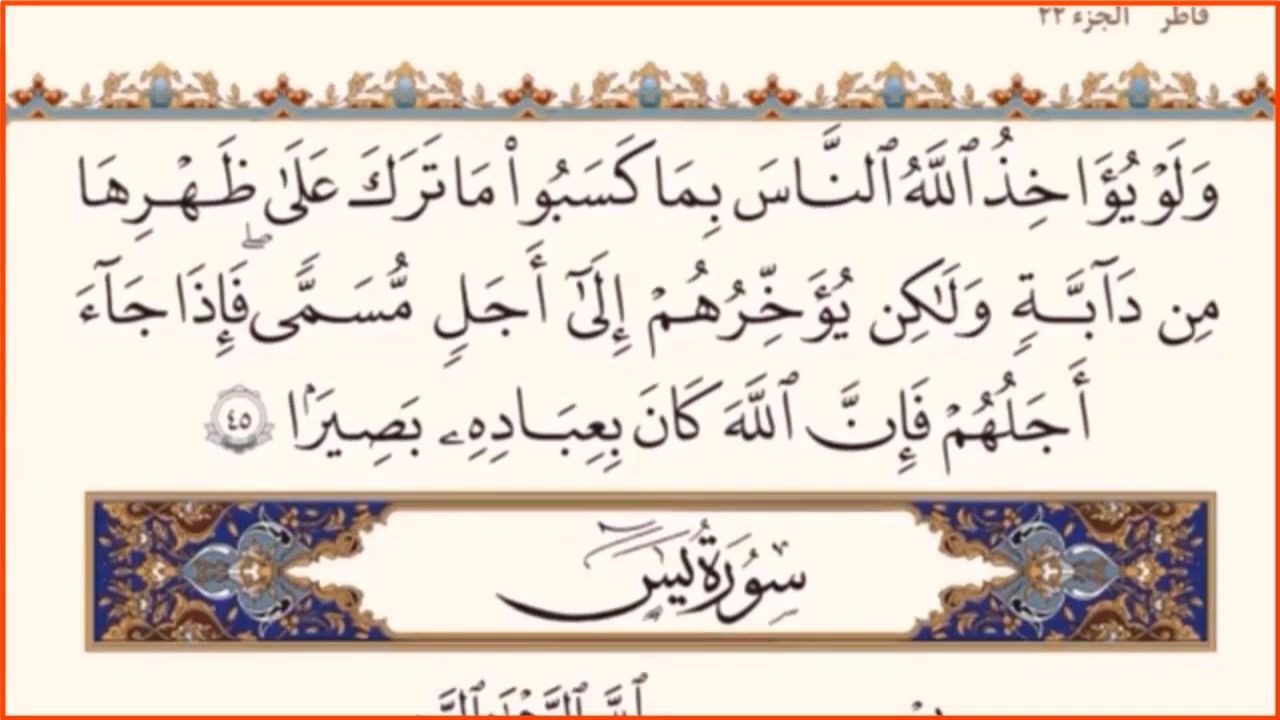 فاطر الجزء ٢٢
وَلَوۡ يُؤَاخِذُ ٱللَّهُ ٱلنَّاسَ بِمَا كَسَبُواْ مَا تَرَكَ عَلَىٰ ظَهۡرِهَا
مِن دَآبَّةٖ وَلَٰكِن يُؤَخِّرُهُمۡ إِلَىٰٓ أَجَلٖ مُّسَمّٗىۖ فَإِذَا جَآءَ
أَجَلُهُمۡ فَإِنَّ ٱللَّهَ كَانَ بِعِبَادِهِۦ بَصِيرَۢا ٤٥
سُورَةُ يسٓ